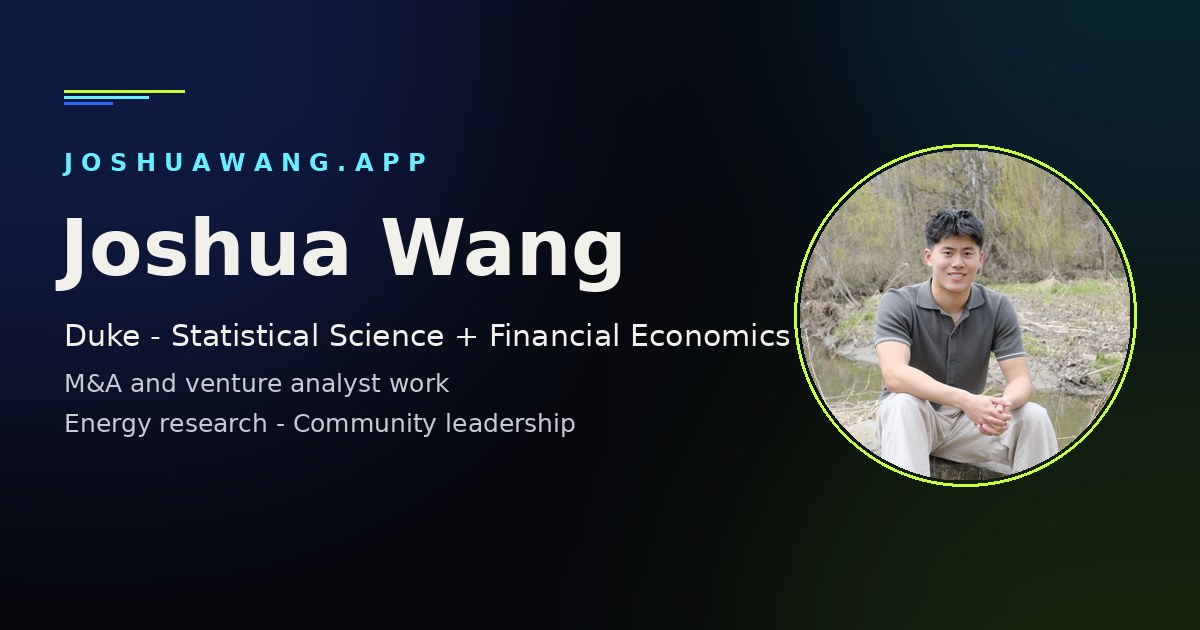 JOSHUAWANG.APP
Joshua Wang
Duke - Statistical Science + Financial Economics
M&A and venture analyst work
Energy research - Community leadership